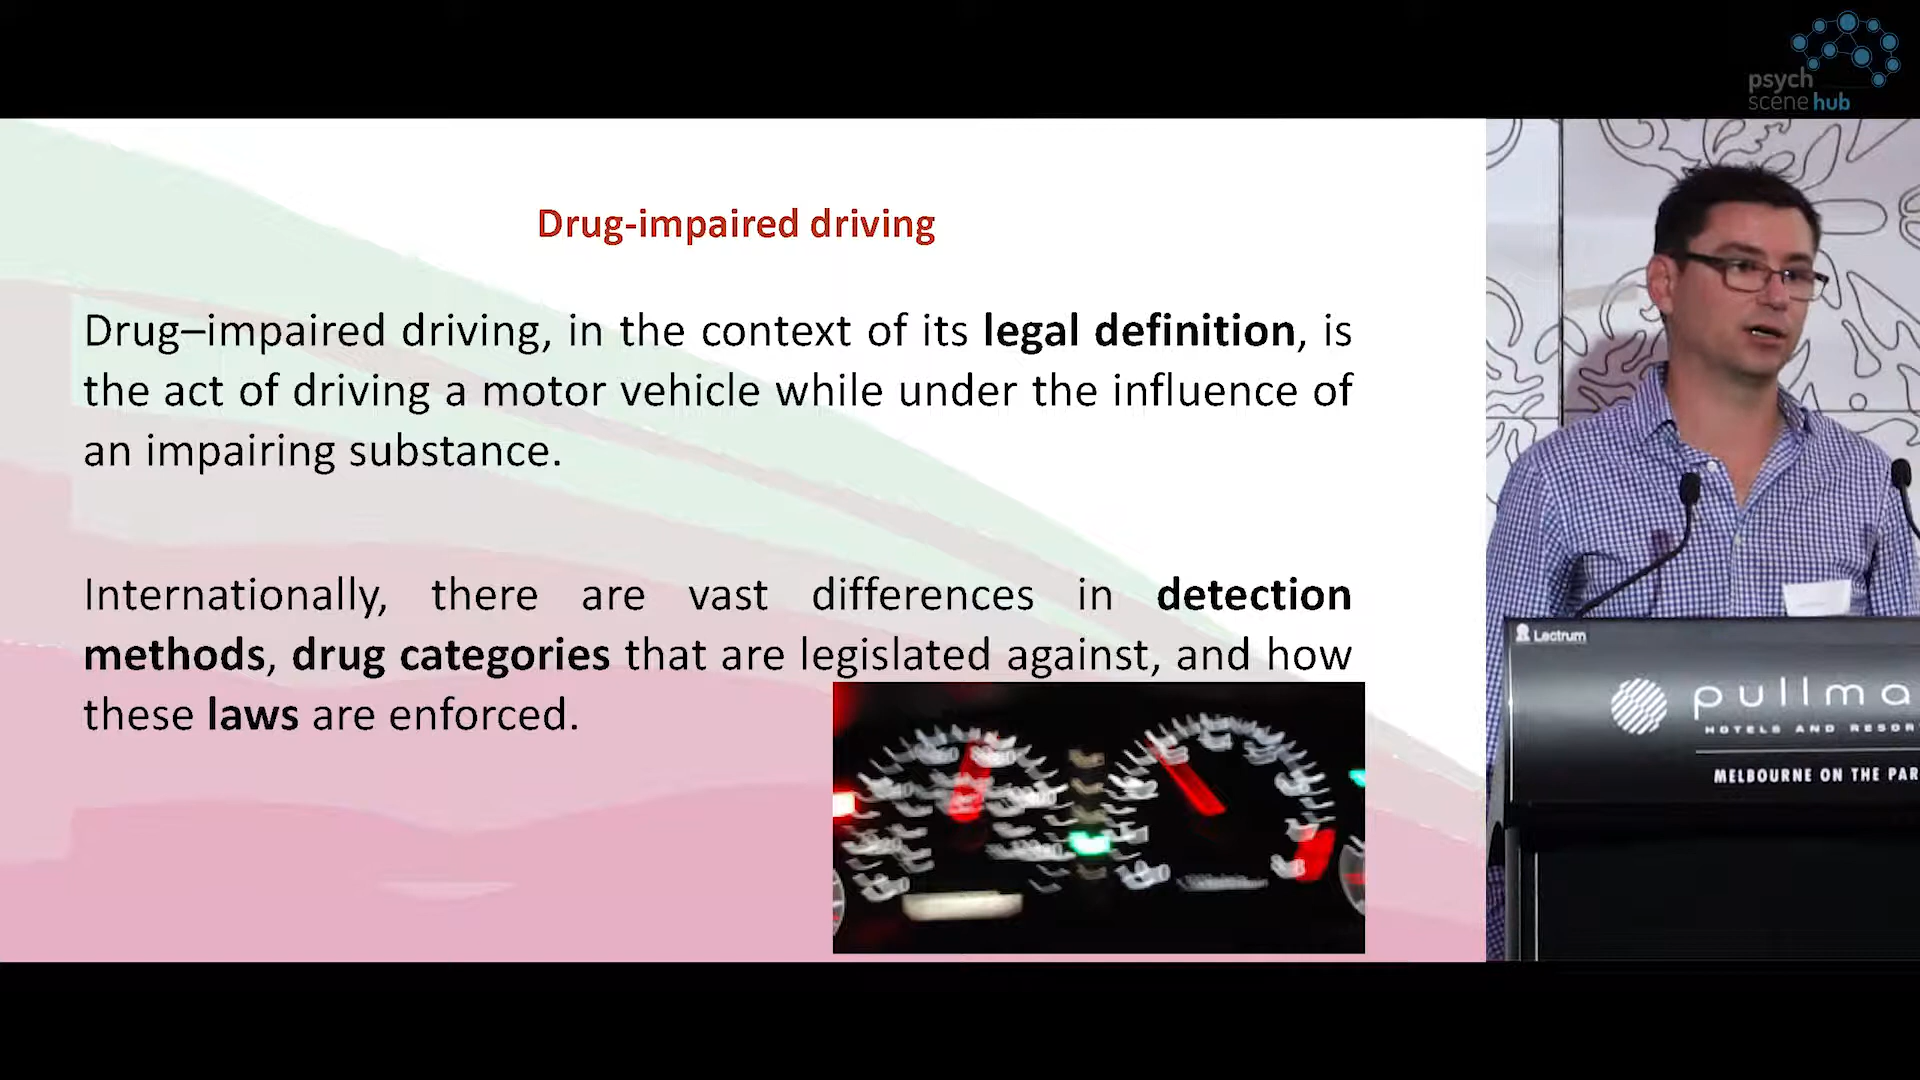 psych
scene hub
Drug-impaired driving
Drug–impaired driving, in the context of its legal definition, is
the act of driving a motor vehicle while under the influence of
an impairing substance.
Internationally, there are vast differences in detection
methods, drug categories that are legislated against, and how
these laws are enforced.
Lectrum
pullma
HOTELS AND RESOR
MELBOURNE ON THE PAR